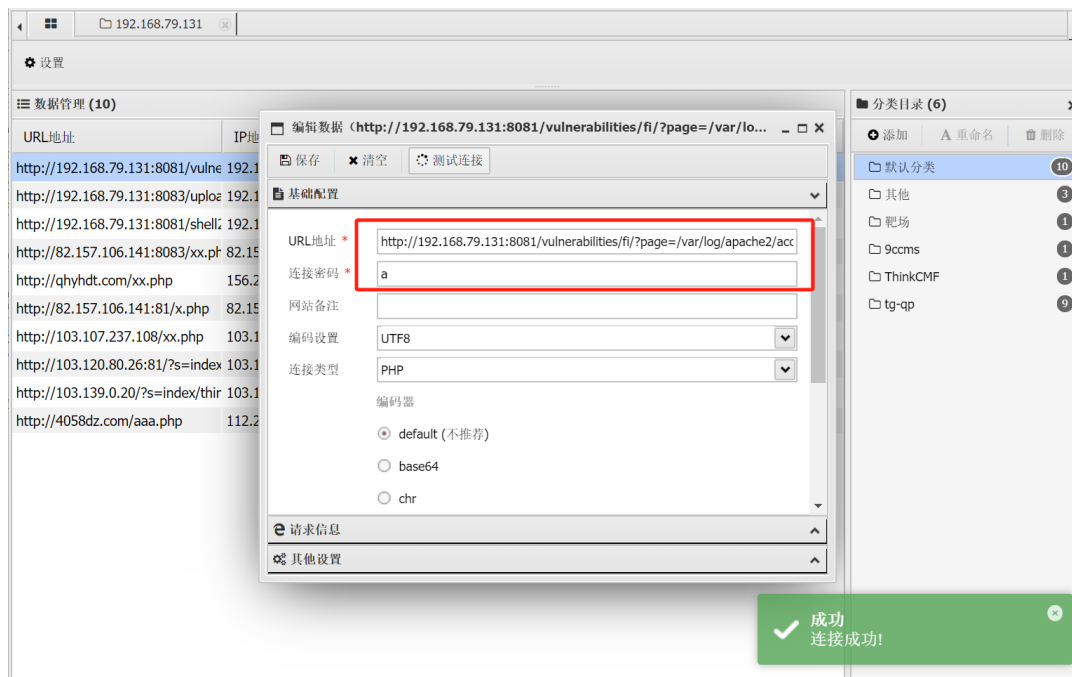 192.168.79.131
设置
数据管理 (10)
URL地址 IP地
http://192.168.79.131:8081/vulne 192.1
http://192.168.79.131:8083/uploa 192.1
http://192.168.79.131:8081/shell2 192.1
http://82.157.106.141:8083/xx.ph 82.15
http://qhyhdt.com/xx.php 156.2
http://82.157.106.141:81/x.php 82.15
http://103.107.237.108/xx.php 103.1
http://103.120.80.26:81/?s=index 103.1
http://103.139.0.20/?s=index/thin 103.1
http://4058dz.com/aaa.php 112.2
编辑数据 (http://192.168.79.131:8081/vulnerabilities/fi/?page=/var/lo...
保存 清空 测试连接
基础配置
URL地址 * http://192.168.79.131:8081/vulnerabilities/fi/?page=/var/log/apache2/acc
连接密码 * a
网站备注
编码设置 UTF8
连接类型 PHP
编码器
default (不推荐)
base64
chr
请求信息
其他设置
分类目录 (6)
添加 A 重命名 删除
默认分类 10
其他 3
靶场 1
9ccms 1
ThinkCMF 1
tg-qp 9
成功
连接成功!